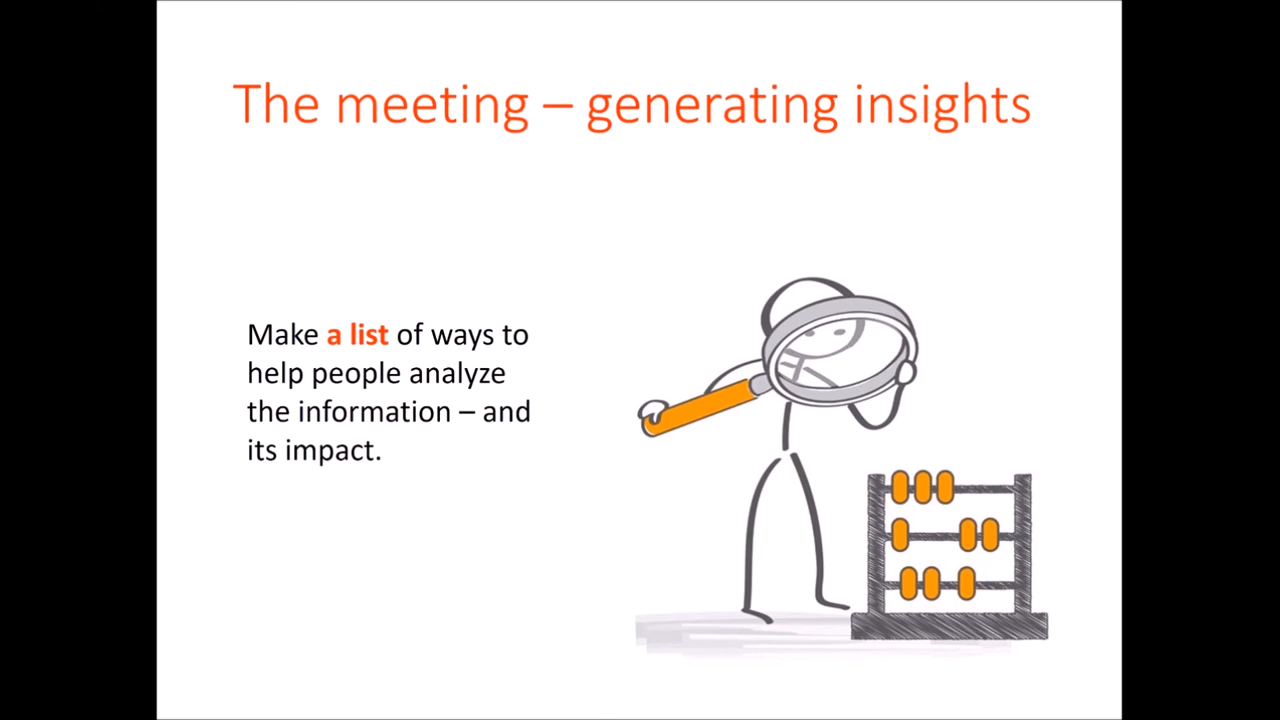 The meeting – generating insights
Make a list of ways to
help people analyze
the information – and
its impact.